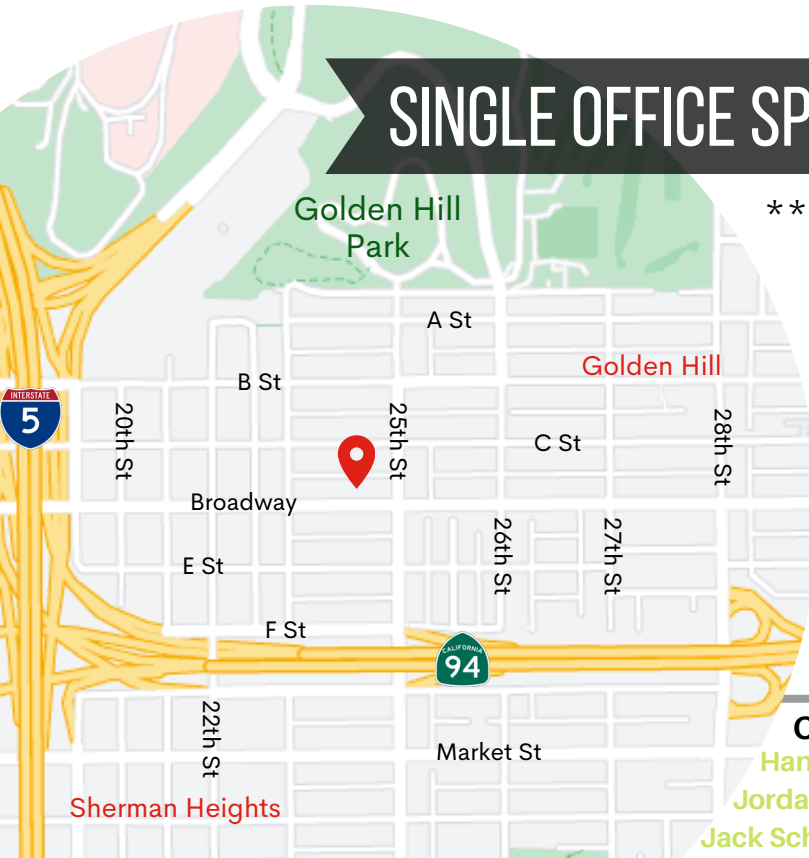 SINGLE OFFICE SP
**
Golden Hill
Park
A St
Golden Hill
B St
INTERSTATE
5
20th St
25th St
28th St
C St
Broadway
26th St
27th St
E St
F St
CALIFORNIA
94
22th St
Market St
Sherman Heights
C
Han
Jorda
Jack Sch